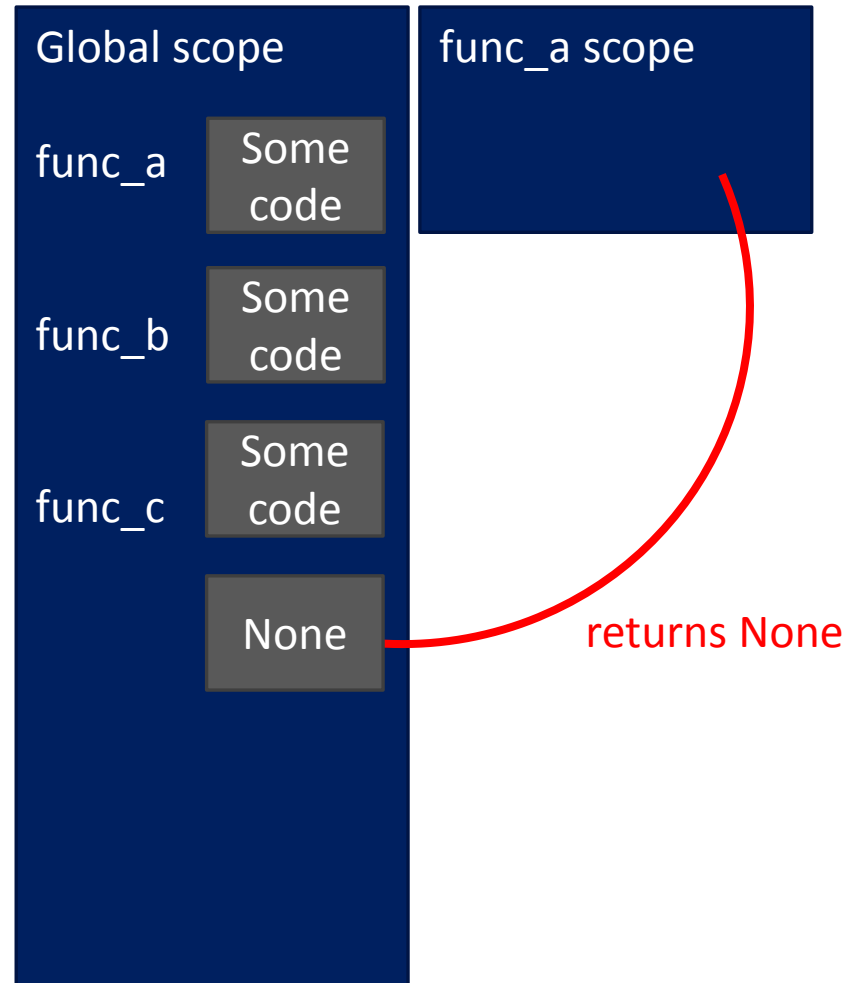 Global scope
func_a scope
func_a
Some
code
func_b
Some
code
func_c
Some
code
None
returns None